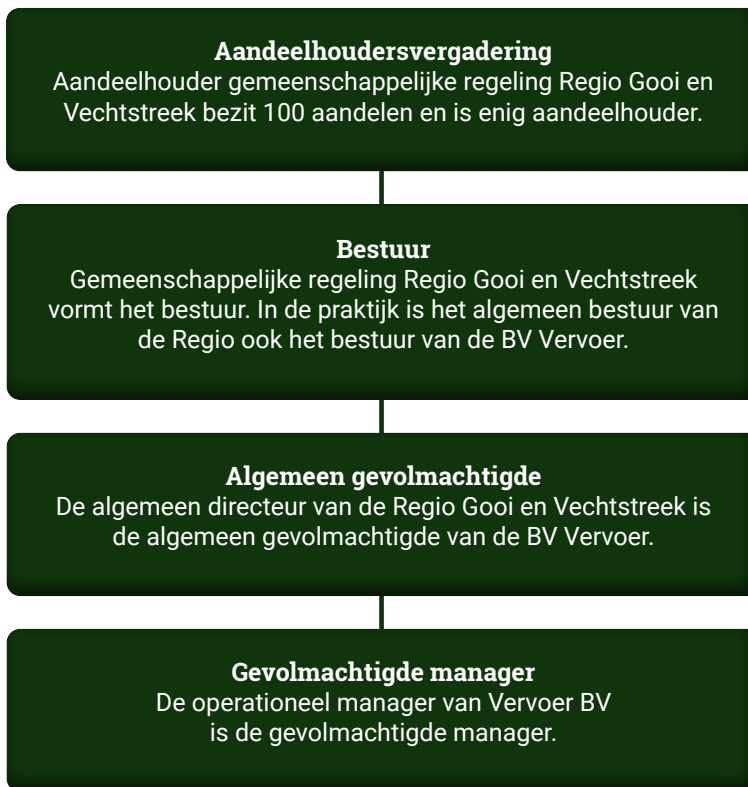 Aandeelhoudersvergadering
Aandeelhouder gemeenschappelijke regeling Regio Gooi en
Vechtstreek bezit 100 aandelen en is enig aandeelhouder.
Bestuur
Gemeenschappelijke regeling Regio Gooi en Vechtstreek
vormt het bestuur. In de praktijk is het algemeen bestuur van
de Regio ook het bestuur van de BV Vervoer.
Algemeen gevolmachtigde
De algemeen directeur van de Regio Gooi en Vechtstreek is
de algemeen gevolmachtigde van de BV Vervoer.
Gevolmachtigde manager
De operationeel manager van Vervoer BV
is de gevolmachtigde manager.